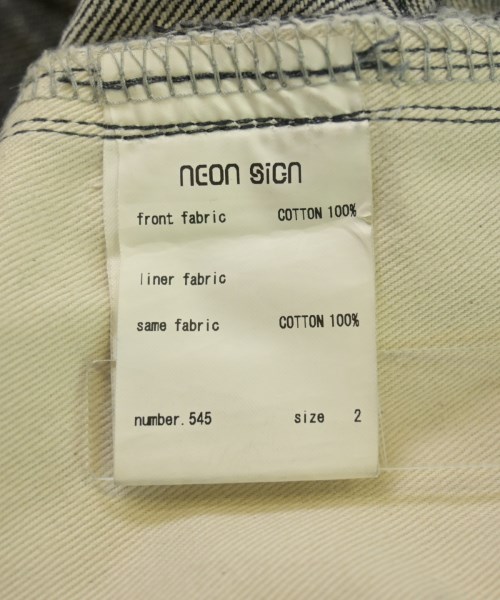 neon sign
front fabric COTTON 100%
liner fabric
same fabric COTTON 100%
number. 545 size 2